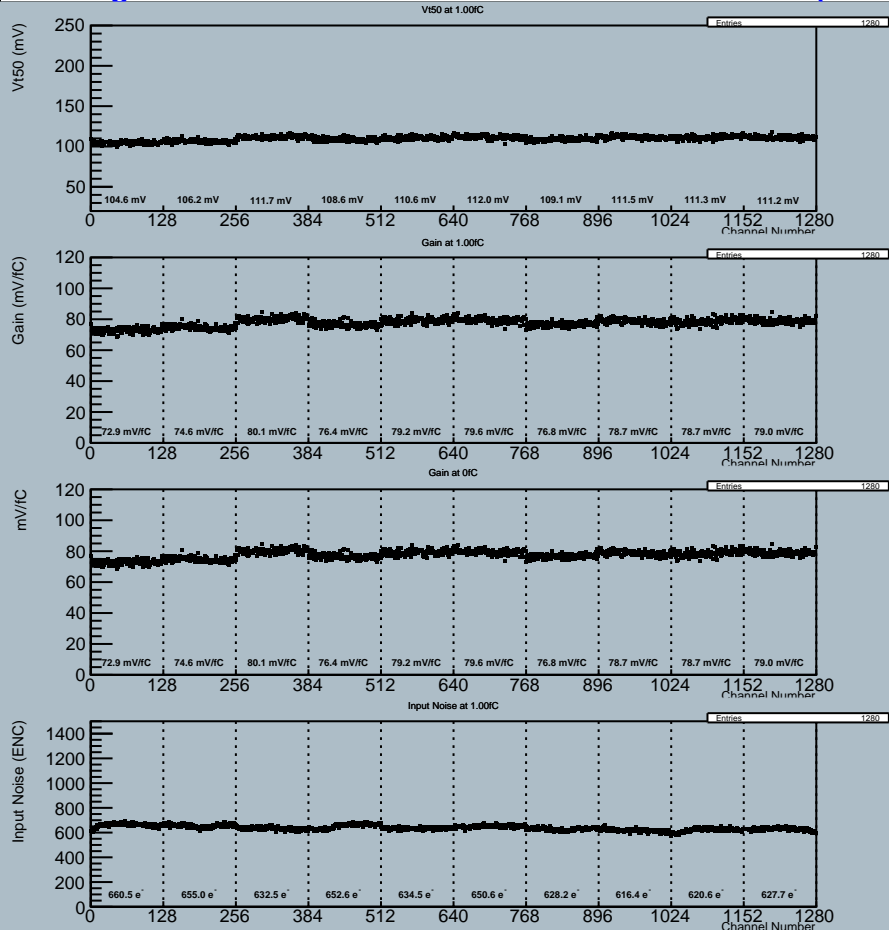 Vt50 at 1.00fC
Entries 1280
Vt50 (mV)
250
200
150
100
50
104.6 mV 106.2 mV 111.7 mV 108.6 mV 110.6 mV 112.0 mV 109.1 mV 111.5 mV 111.3 mV 111.2 mV
0 128 256 384 512 640 768 896 1024 1152 1280
Channel Number
Gain at 1.00fC
Entries 1280
Gain (mV/fC)
120
100
80
60
40
20
0
72.9 mV/fC 74.6 mV/fC 80.1 mV/fC 76.4 mV/fC 79.2 mV/fC 79.6 mV/fC 76.8 mV/fC 78.7 mV/fC 78.7 mV/fC 79.0 mV/fC
0 128 256 384 512 640 768 896 1024 1152 1280
Channel Number
Gain at 0fC
Entries 1280
mV/fC
120
100
80
60
40
20
0
72.9 mV/fC 74.6 mV/fC 80.1 mV/fC 76.4 mV/fC 79.2 mV/fC 79.6 mV/fC 76.8 mV/fC 78.7 mV/fC 78.7 mV/fC 79.0 mV/fC
0 128 256 384 512 640 768 896 1024 1152 1280
Channel Number
Input Noise at 1.00fC
Entries 1280
Input Noise (ENC)
1400
1200
1000
800
600
400
200
0
660.5 e⁻ 655.0 e⁻ 632.5 e⁻ 652.6 e⁻ 634.5 e⁻ 650.6 e⁻ 628.2 e⁻ 616.4 e⁻ 620.6 e⁻ 627.7 e⁻
0 128 256 384 512 640 768 896 1024 1152 1280
Channel Number